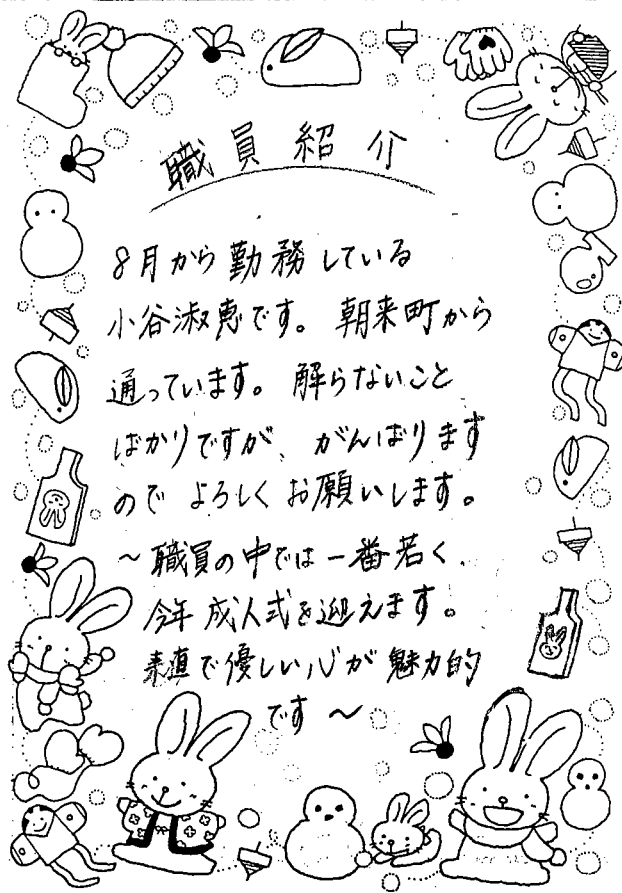 職員紹介
8月から勤務している
小谷淑恵です。朝来町から
通っています。解らないこと
ばかりですが、がんばります
のでよろしくお願いします。
～職員の中では一番若く、
今年成人式を迎えます。
素直で優しい心が魅力的
です～